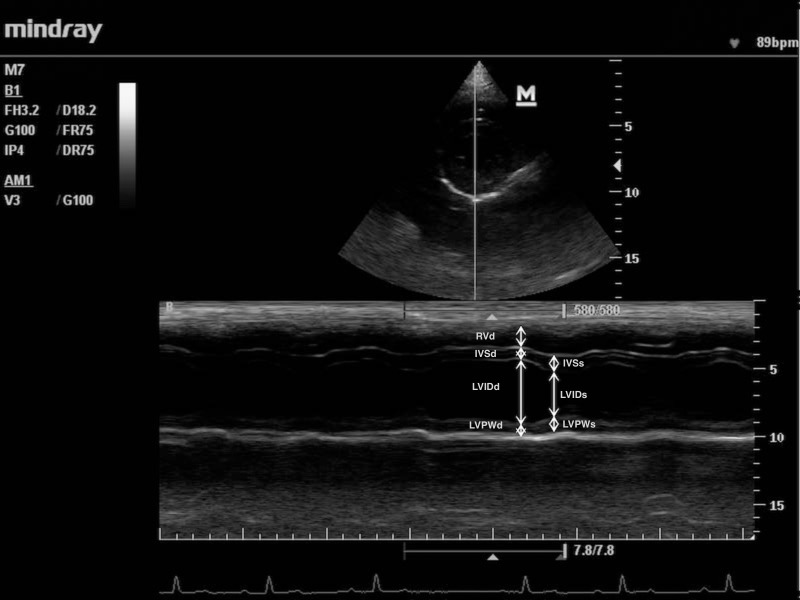 mindray
89bpm
M7
B1
FH3.2 / D18.2
G100 / FR75
IP4 / DR75
AM1
V3 / G100
M
5
10
15
R
580/580
RVd
IVSd
IVSs
5
LVIDd
LVIDs
LVPWd
LVPWs
10
15
7.8/7.8